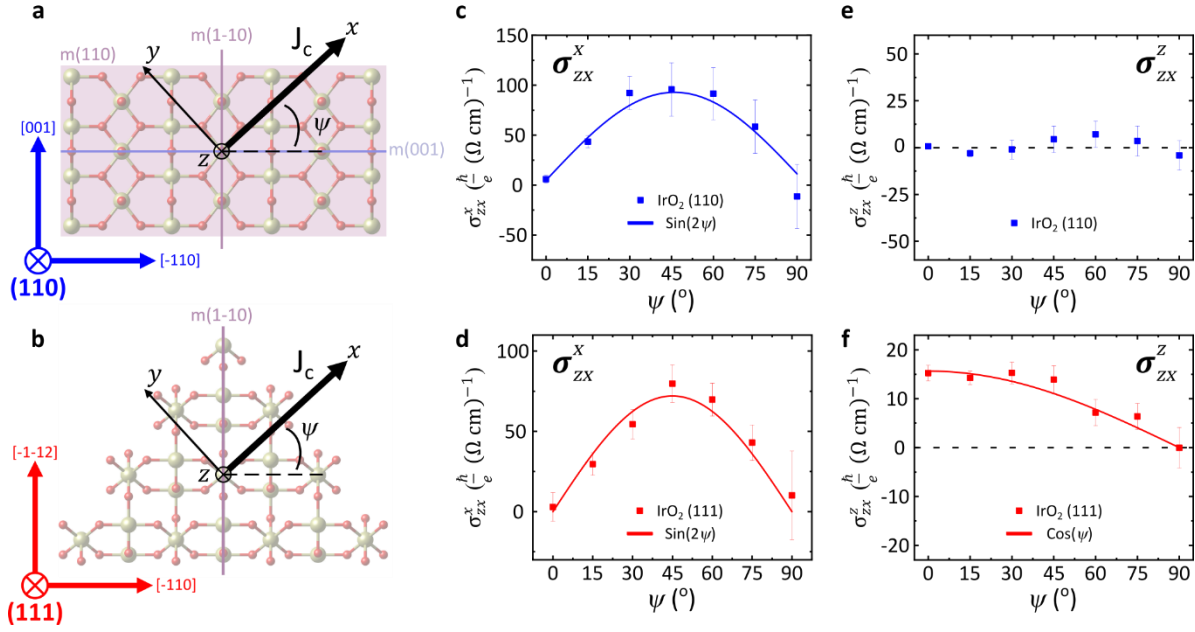 a
m(110)
m(1-10)
J_c
x
y
ψ
z
m(001)
[001]
[-110]
(110)
b
m(1-10)
J_c
x
y
ψ
z
[-1-12]
[-110]
(111)
c
σ^x_zx
σ^x_zx (ħ/e (Ω cm)⁻¹)
100
50
0
-50
IrO₂ (110)
Sin(2ψ)
0 15 30 45 60 75 90
ψ (°)
d
σ^x_zx
σ^x_zx (ħ/e (Ω cm)⁻¹)
100
50
0
IrO₂ (111)
Sin(2ψ)
0 15 30 45 60 75 90
ψ (°)
e
σ^z_zx
σ^z_zx (ħ/e (Ω cm)⁻¹)
50
25
0
-25
-50
IrO₂ (110)
0 15 30 45 60 75 90
ψ (°)
f
σ^z_zx
σ^z_zx (ħ/e (Ω cm)⁻¹)
20
10
0
10
-20
IrO₂ (111)
Cos(ψ)
0 15 30 45 60 75 90
ψ (°)